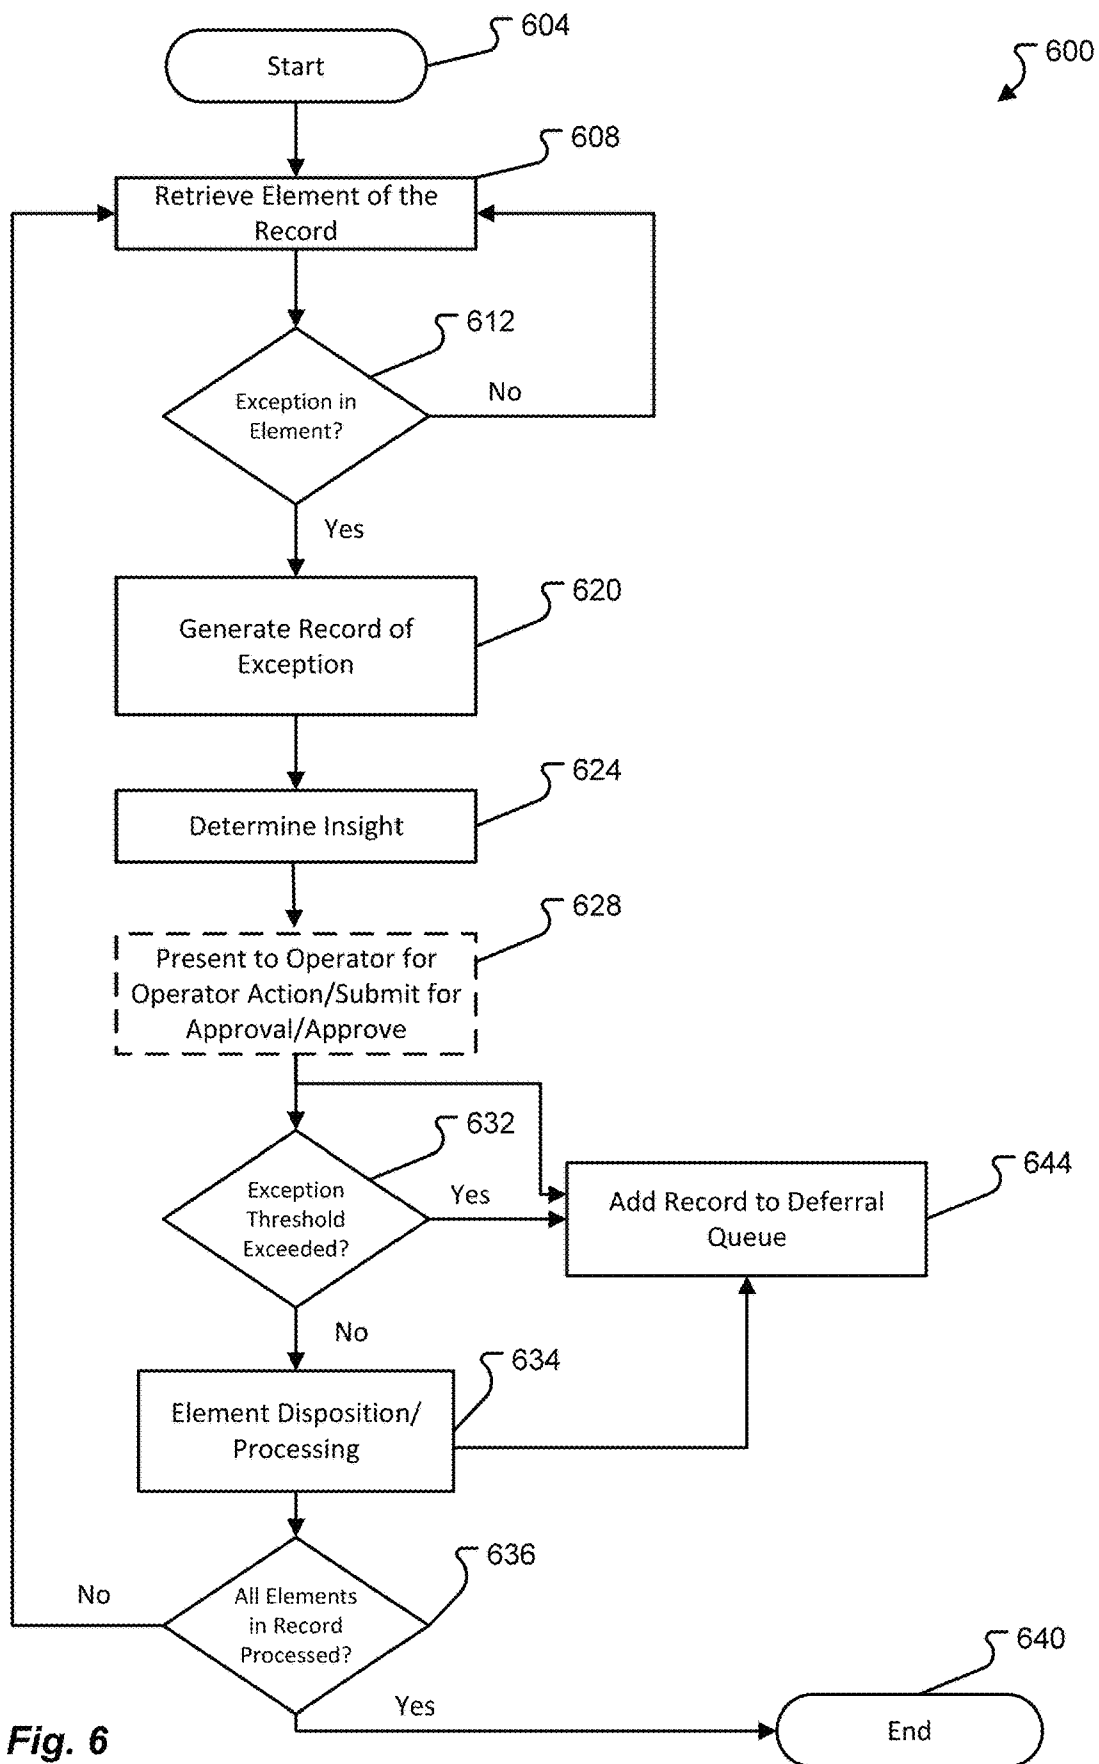 604
Start
600
608
Retrieve Element of the
Record
612
Exception in
Element?
No
Yes
620
Generate Record of
Exception
624
Determine Insight
628
Present to Operator for
Operator Action/Submit for
Approval/Approve
632
Exception
Threshold
Exceeded?
Yes
644
Add Record to Deferral
Queue
No
634
Element Disposition/
Processing
636
All Elements
in Record
Processed?
No
Yes
640
End
Fig. 6